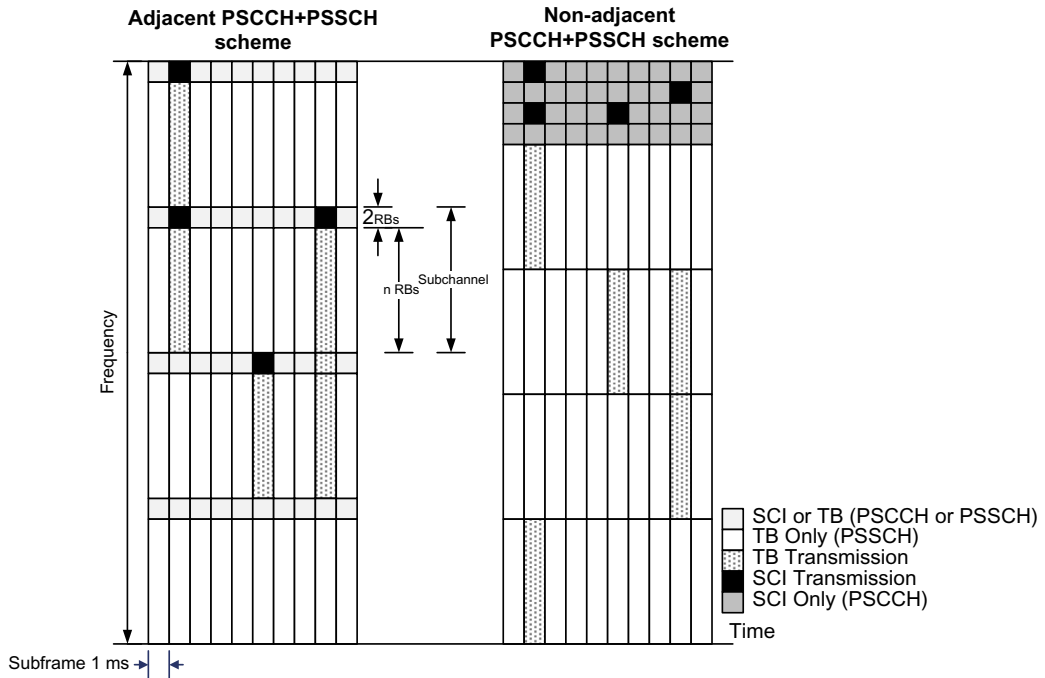 Adjacent PSCCH+PSSCH
scheme
Non-adjacent
PSCCH+PSSCH scheme
2RBs
n RBs
Subchannel
Frequency
SCI or TB (PSCCH or PSSCH)
TB Only (PSSCH)
TB Transmission
SCI Transmission
SCI Only (PSCCH)
Time
Subframe 1 ms